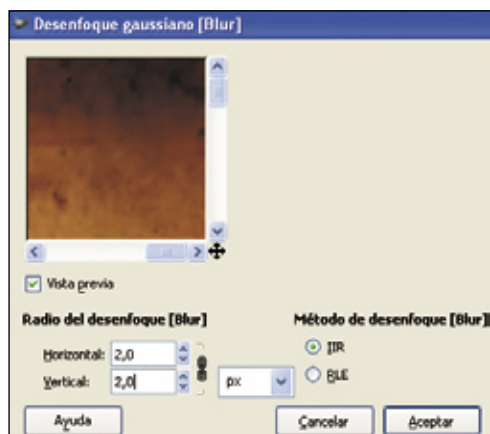 Desenfoque gaussiano [Blur]
Vista previa
Radio del desenfoque [Blur]
Método de desenfoque [Blur]
Horizontal: 2,0
IIR
Vertical: 2,0
px
RLE
Ayuda
Cancelar
Aceptar